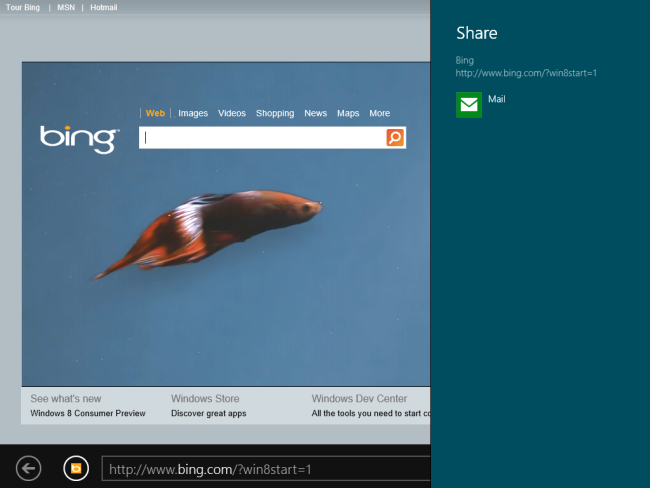 Tour Bing | MSN | Hotmail
Web | Images Videos Shopping News Maps More
bing
See what's new
Windows 8 Consumer Preview
Windows Store
Discover great apps
Windows Dev Center
All the tools you need to start co
http://www.bing.com/?win8start=1
Share
Bing
http://www.bing.com/?win8start=1
Mail